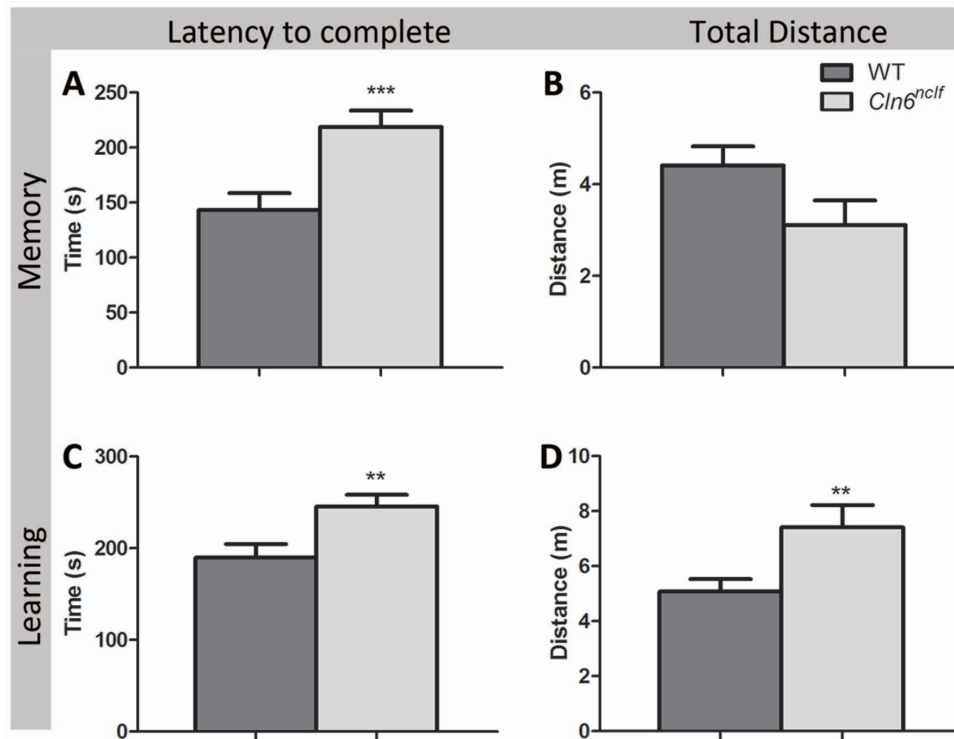 Latency to complete
Total Distance
Memory
Learning
A
Time (s)
250
200
150
100
50
0
***
B
Distance (m)
6
4
2
0
WT
Cln6nclf
C
Time (s)
300
200
100
0
**
D
Distance (m)
10
8
6
4
2
0
**